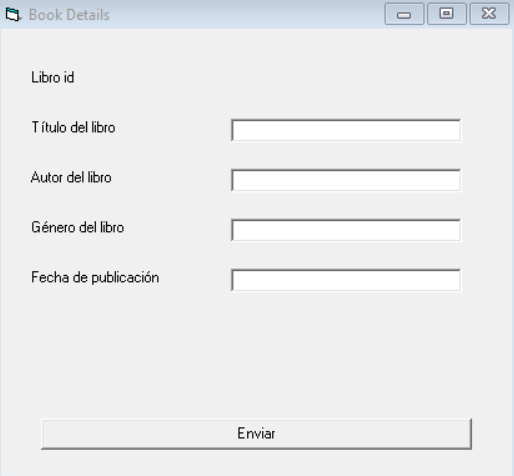 Book Details
Libro id
Título del libro
Autor del libro
Género del libro
Fecha de publicación
Enviar